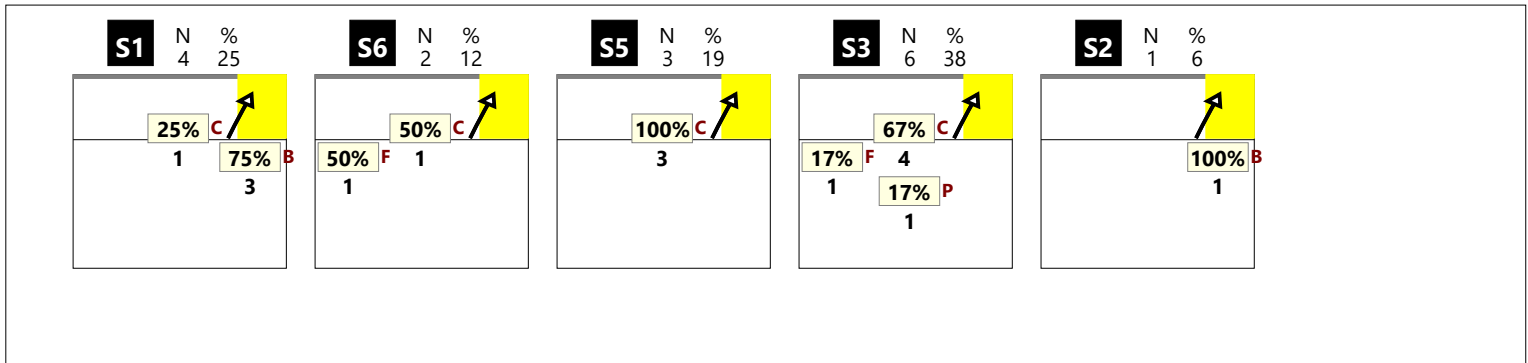 S1 N % 4 25
25% C
1
75% B
3
S6 N % 2 12
50% C
1
50% F
1
S5 N % 3 19
100% C
3
S3 N % 6 38
67% C
4
17% F
1
17% P
1
S2 N % 1 6
100% B
1